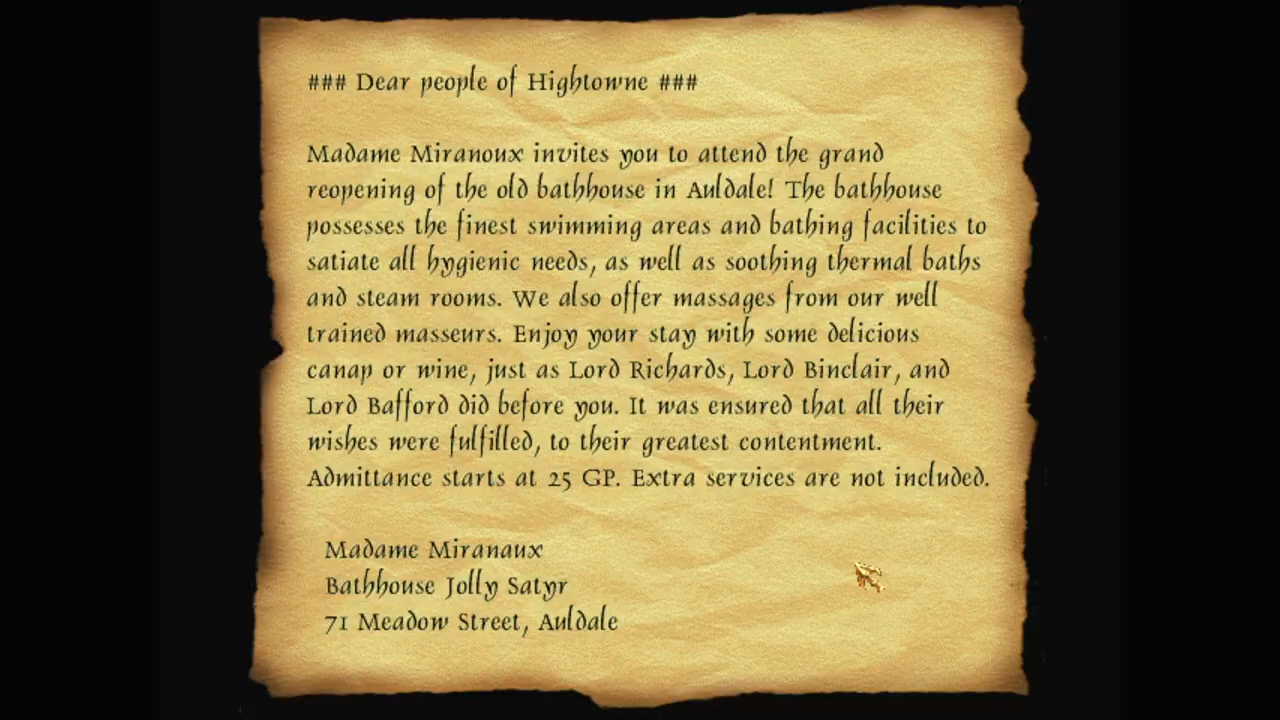 ### Dear people of Hightowne ###
Madame Miranoux invites you to attend the grand
reopening of the old bathhouse in Auldale! The bathhouse
possesses the finest swimming areas and bathing facilities to
satiate all hygienic needs, as well as soothing thermal baths
and steam rooms. We also offer massages from our well
trained masseurs. Enjoy your stay with some delicious
canap or wine, just as Lord Richards, Lord Binclair, and
Lord Bafford did before you. It was ensured that all their
wishes were fulfilled, to their greatest contentment.
Admittance starts at 25 GP. Extra services are not included.
Madame Miranaux
Bathhouse Jolly Satyr
71 Meadow Street, Auldale